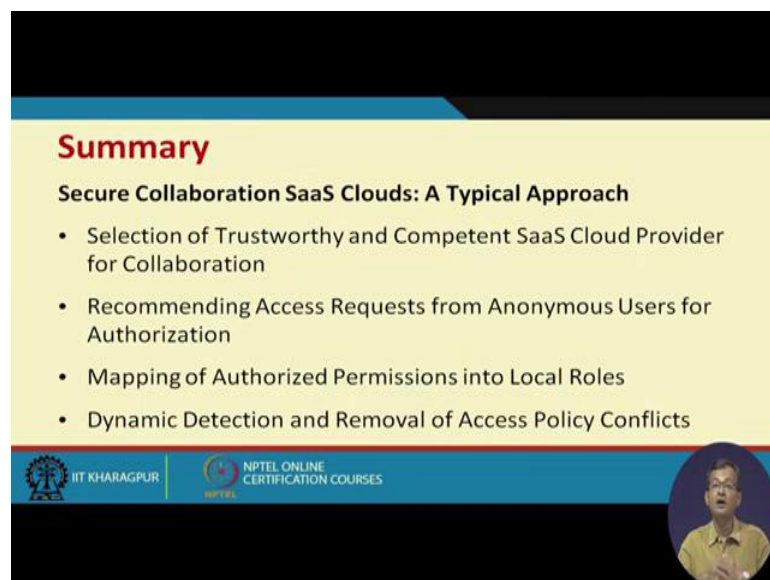 Summary
Secure Collaboration SaaS Clouds: A Typical Approach
• Selection of Trustworthy and Competent SaaS Cloud Provider
for Collaboration
• Recommending Access Requests from Anonymous Users for
Authorization
• Mapping of Authorized Permissions into Local Roles
• Dynamic Detection and Removal of Access Policy Conflicts
IIT KHARAGPUR
NPTEL
NPTEL ONLINE
CERTIFICATION COURSES